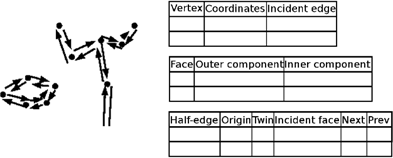 Vertex Coordinates Incident edge
Face Outer component Inner component
Half-edge Origin Twin Incident face Next Prev